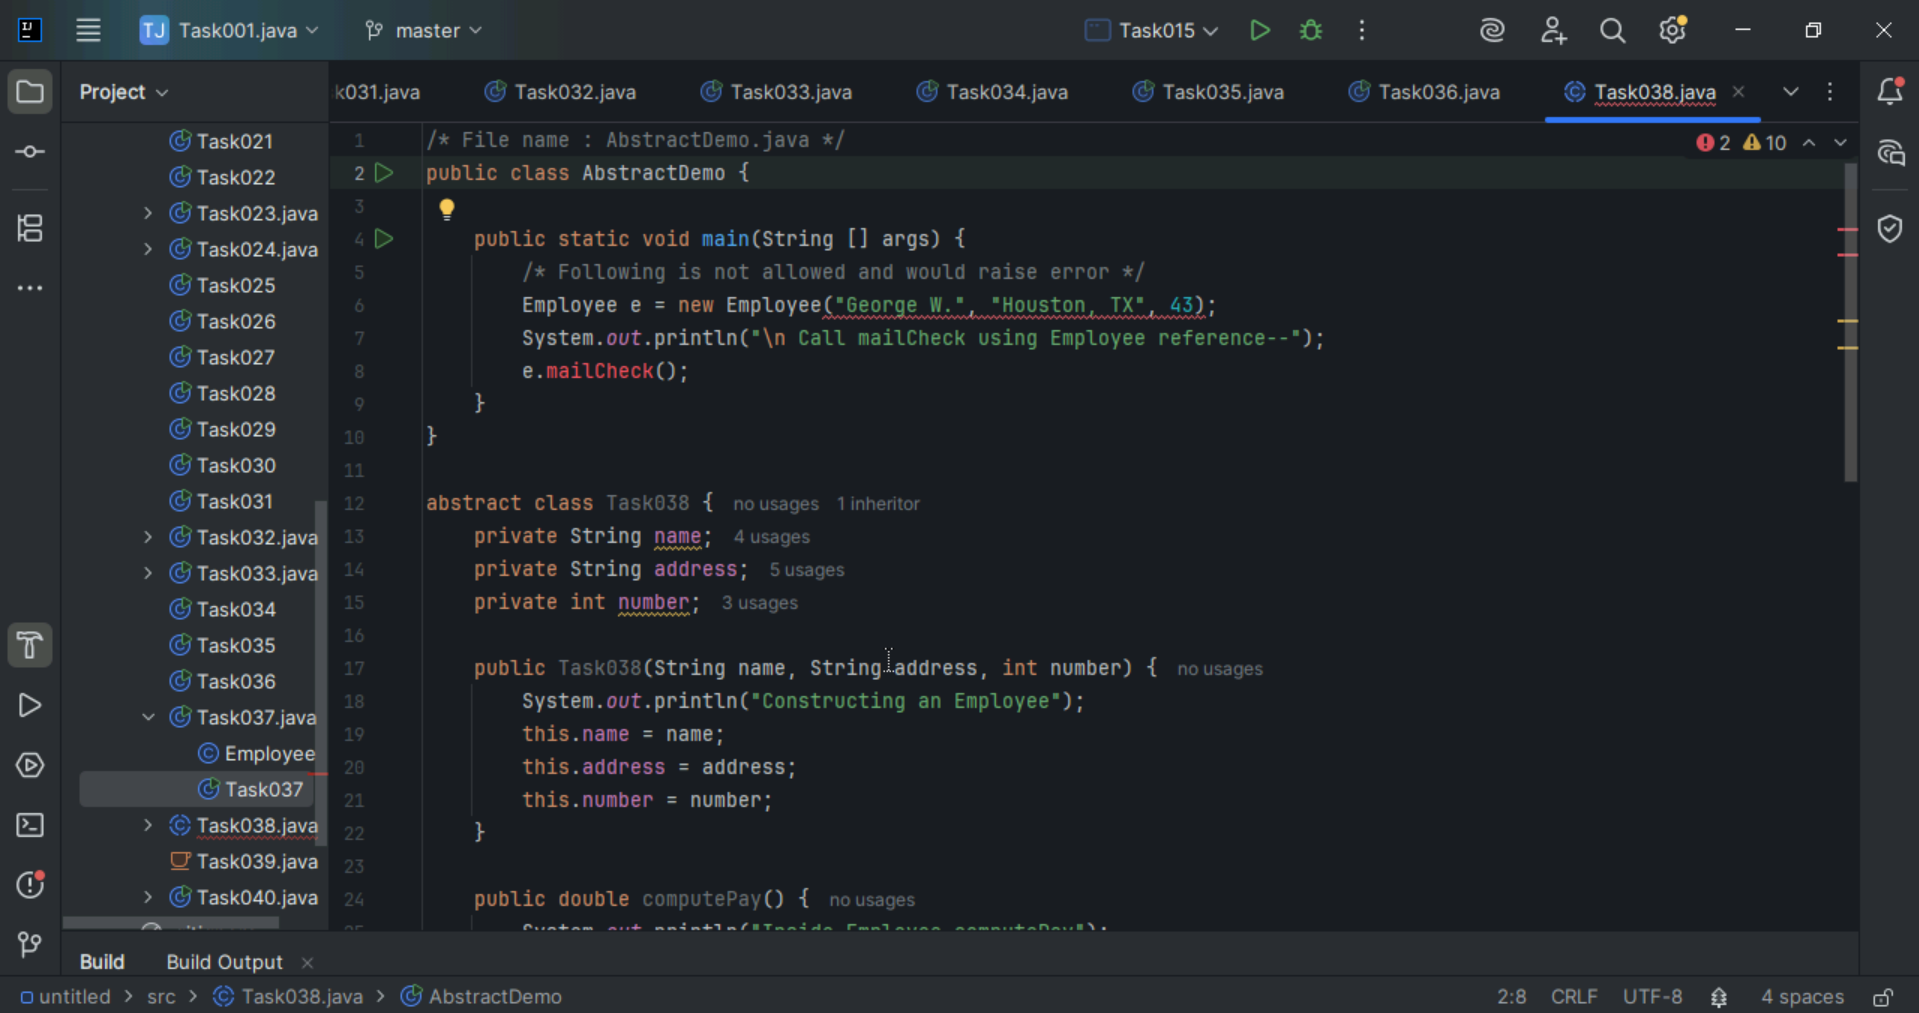 TJ Task001.java master Task015
Project
k031.java Task032.java Task033.java Task034.java Task035.java Task036.java Task038.java
Task021
Task022
Task023.java
Task024.java
Task025
Task026
Task027
Task028
Task029
Task030
Task031
Task032.java
Task033.java
Task034
Task035
Task036
Task037.java
Employee
Task037
Task038.java
Task039.java
Task040.java
2 10
1 /* File name : AbstractDemo.java */
2 public class AbstractDemo {
3
4 public static void main(String [] args) {
5 /* Following is not allowed and would raise error */
6 Employee e = new Employee("George W.", "Houston, TX", 43);
7 System.out.println("\n Call mailCheck using Employee reference--");
8 e.mailCheck();
9 }
10 }
11
12 abstract class Task038 { no usages 1 inheritor
13 private String name; 4 usages
14 private String address; 5 usages
15 private int number; 3 usages
16
17 public Task038(String name, String address, int number) { no usages
18 System.out.println("Constructing an Employee");
19 this.name = name;
20 this.address = address;
21 this.number = number;
22 }
23
24 public double computePay() { no usages
System.out.println("Inside Employee computePay");
Build Build Output
untitled > src > Task038.java > AbstractDemo
2:8 CRLF UTF-8 4 spaces